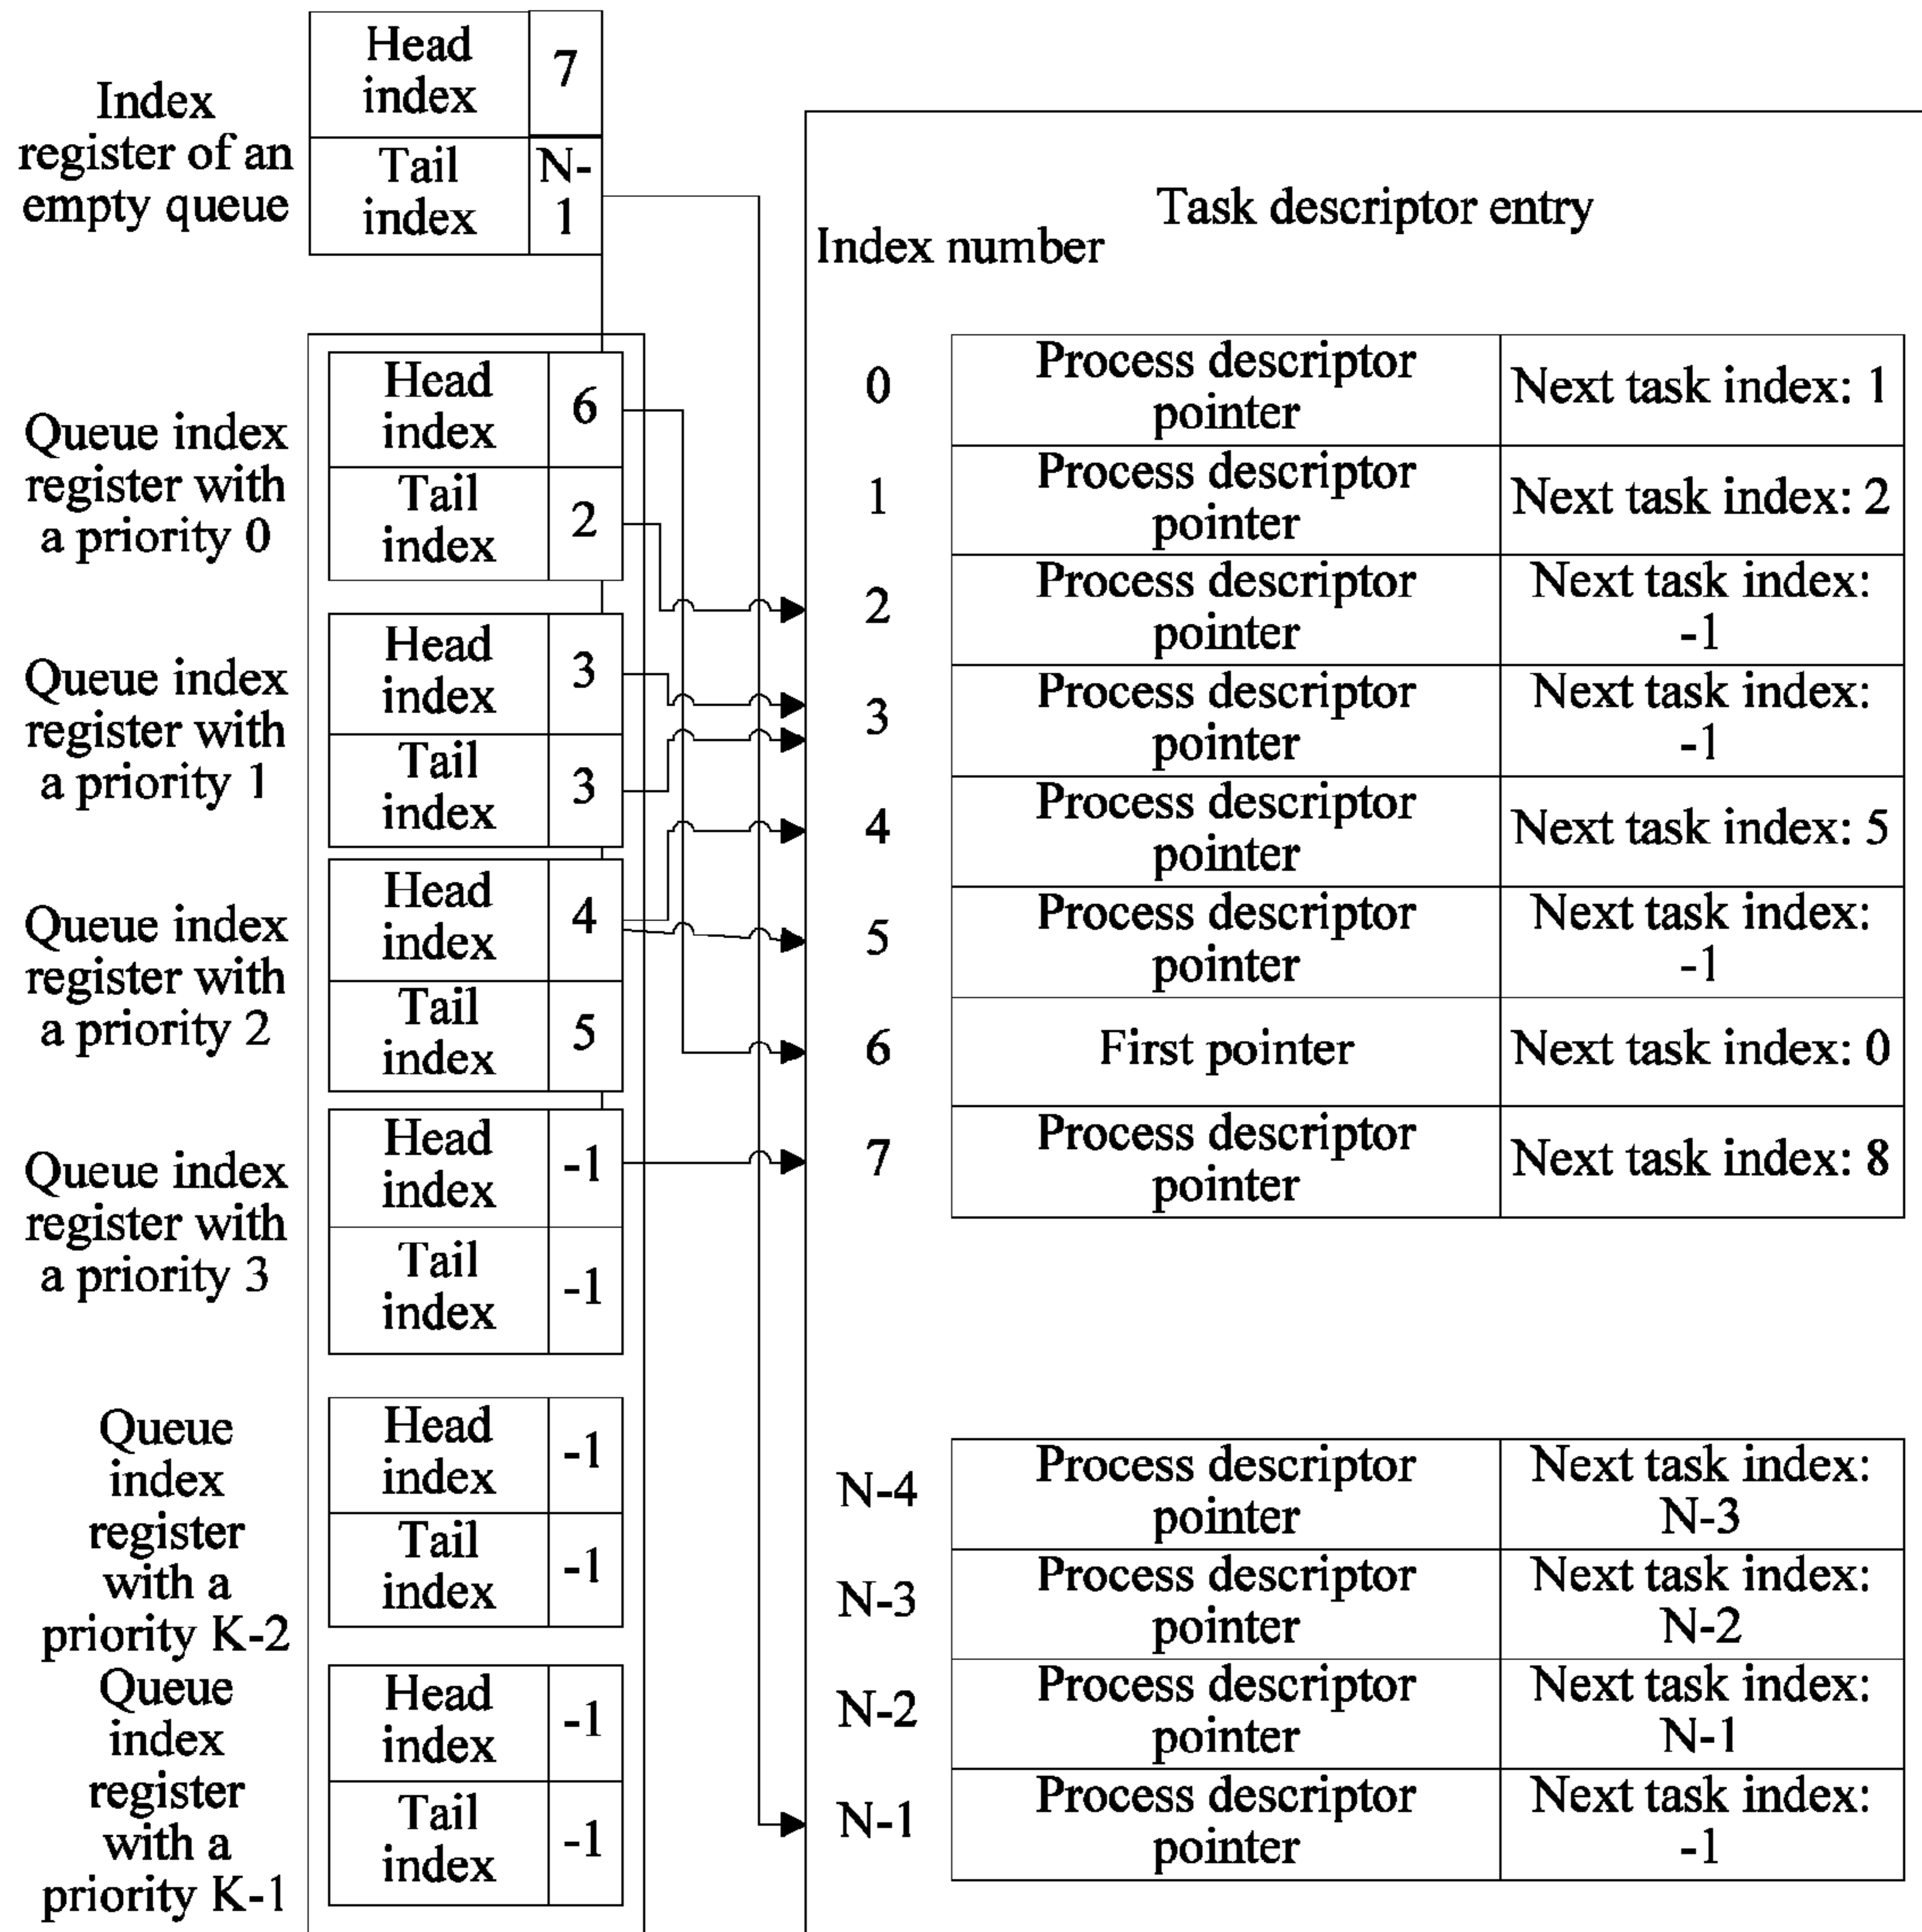 Head
index
7
Index
register of an
empty queue
Tail
index
N-
1
Task descriptor entry
Index number
Queue index
register with
a priority 0
Head
index
6
Tail
index
2
Queue index
register with
a priority 1
Head
index
3
Tail
index
3
Queue index
register with
a priority 2
Head
index
4
Tail
index
5
Queue index
register with
a priority 3
Head
index
-1
Tail
index
-1
Queue
index
register
with a
priority K-2
Head
index
-1
Tail
index
-1
Queue
index
register
with a
priority K-1
Head
index
-1
Tail
index
-1
0
Process descriptor
pointer
Next task index: 1
1
Process descriptor
pointer
Next task index: 2
2
Process descriptor
pointer
Next task index:
-1
3
Process descriptor
pointer
Next task index:
-1
4
Process descriptor
pointer
Next task index: 5
5
Process descriptor
pointer
Next task index:
-1
6
First pointer
Next task index: 0
7
Process descriptor
pointer
Next task index: 8
N-4
Process descriptor
pointer
Next task index:
N-3
N-3
Process descriptor
pointer
Next task index:
N-2
N-2
Process descriptor
pointer
Next task index:
N-1
N-1
Process descriptor
pointer
Next task index:
-1